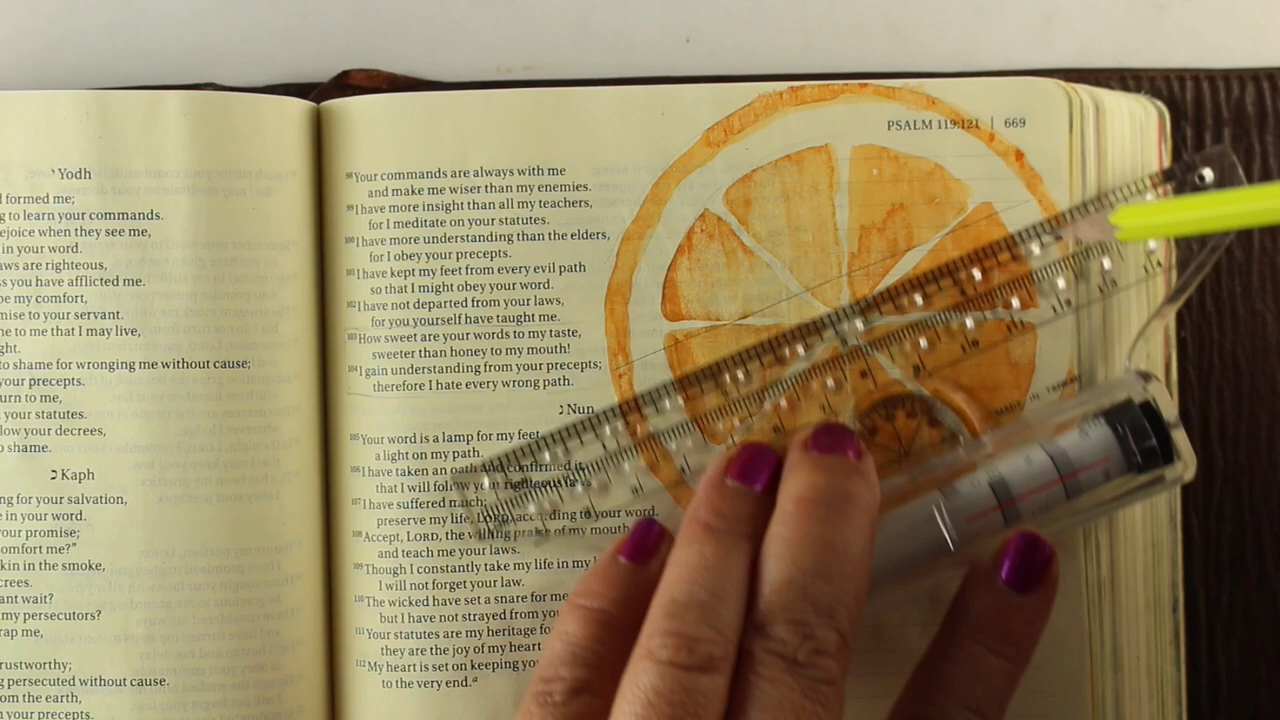 Yodh
d formed me;
g to learn your commands.
ejoice when they see me,
in your word.
aws are righteous,
ss you have afflicted me.
be my comfort,
mise to your servant.
me to me that I may live,
ght.
to shame for wronging me without cause;
your precepts.
urn to me,
d your statutes.
llow your decrees,
o shame.
Kaph
ng for your salvation,
e in your word.
your promise;
omfort me?”
kin in the smoke,
crees.
ant wait?
my persecutors?
rap me,
rustworthy;
g persecuted without cause.
om the earth,
n your precepts.
PSALM 119:121 | 669
98 Your commands are always with me
and make me wiser than my enemies.
99 I have more insight than all my teachers,
for I meditate on your statutes.
100 I have more understanding than the elders,
for I obey your precepts.
101 I have kept my feet from every evil path
so that I might obey your word.
102 I have not departed from your laws,
for you yourself have taught me.
103 How sweet are your words to my taste,
sweeter than honey to my mouth!
104 I gain understanding from your precepts;
therefore I hate every wrong path.
נ Nun
105 Your word is a lamp for my feet,
a light on my path.
106 I have taken an oath and confirmed it,
that I will follow your righteous laws.
107 I have suffered much;
preserve my life, LORD, according to your word.
108 Accept, LORD, the willing praise of my mouth,
and teach me your laws.
109 Though I constantly take my life in my
I will not forget your law.
110 The wicked have set a snare for me
but I have not strayed from
111 Your statutes are my heritage
they are the joy of my heart
112 My heart is set on keeping
to the very end.a
MADE IN TAIWAN